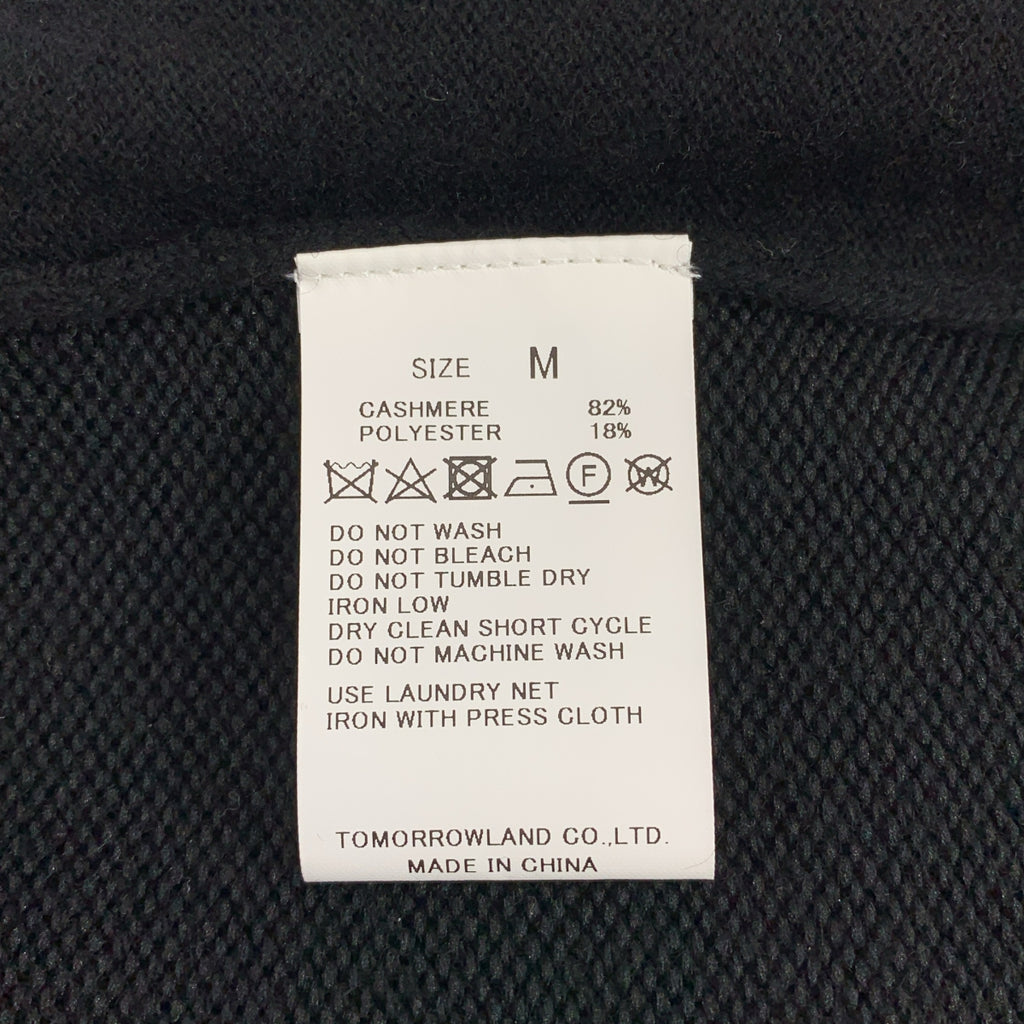 SIZE M
CASHMERE 82%
POLYESTER 18%
F W
DO NOT WASH
DO NOT BLEACH
DO NOT TUMBLE DRY
IRON LOW
DRY CLEAN SHORT CYCLE
DO NOT MACHINE WASH
USE LAUNDRY NET
IRON WITH PRESS CLOTH
TOMORROWLAND CO.,LTD.
MADE IN CHINA